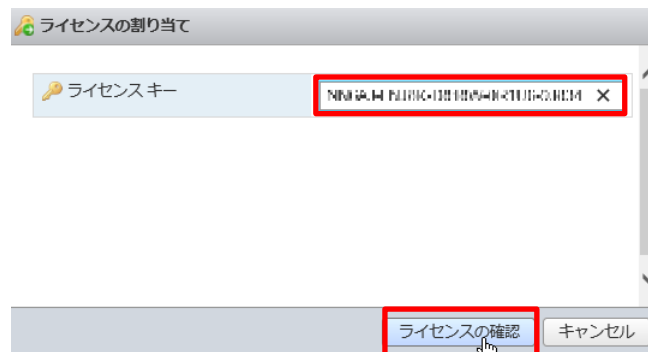 ライセンスの割り当て
ライセンス キー
ライセンスの確認
キャンセル